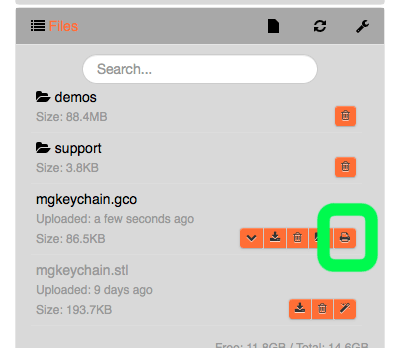 Files
Search...
demos
Size: 88.4MB
support
Size: 3.8KB
mgkeychain.gco
Uploaded: a few seconds ago
Size: 86.5KB
mgkeychain.stl
Uploaded: 9 days ago
Size: 193.7KB
Free: 11.8GB / Total: 14.6GB